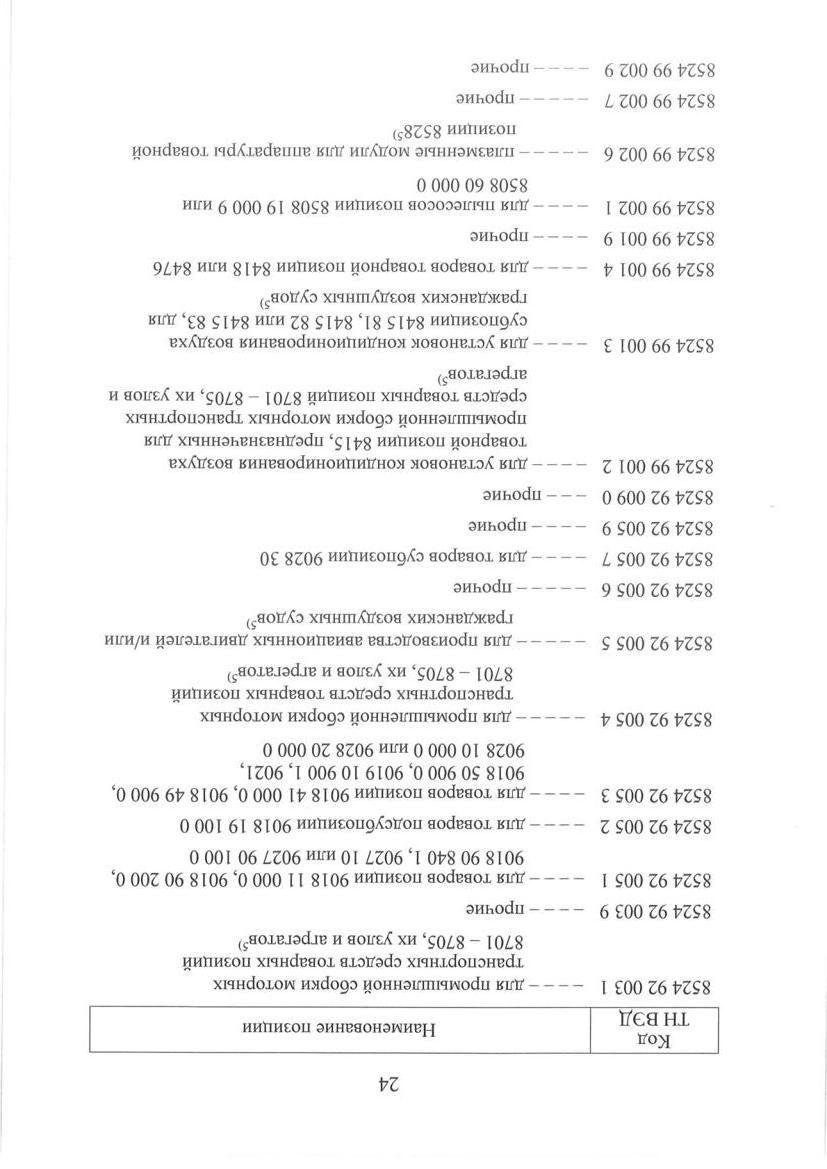 24
Код
ТН ВЭД
Наименование позиции
8524 92 003 1 – – – – для промышленной сборки моторных
транспортных средств товарных позиций
8701 – 8705, их узлов и агрегатов5)
8524 92 003 9 – – – – прочие
8524 92 005 1 – – – – для товаров позиции 9018 11 000 0, 9018 90 200 0,
9018 90 840 1, 9027 10 или 9027 90 100 0
8524 92 005 2 – – – – для товаров подсубпозиции 9018 19 100 0
8524 92 005 3 – – – – для товаров позиции 9018 41 000 0, 9018 49 900 0,
9018 50 900 0, 9019 10 900 1, 9021,
9028 10 000 0 или 9028 20 000 0
8524 92 005 4 – – – – – для промышленной сборки моторных
транспортных средств товарных позиций
8701 – 8705, их узлов и агрегатов5)
8524 92 005 5 – – – – – для производства авиационных двигателей и/или
гражданских воздушных судов5)
8524 92 005 6 – – – – – прочие
8524 92 005 7 – – – – для товаров субпозиции 9028 30
8524 92 005 9 – – – – прочие
8524 92 009 0 – – – прочие
8524 99 001 2 – – – – для установок кондиционирования воздуха
товарной позиции 8415, предназначенных для
промышленной сборки моторных транспортных
средств товарных позиций 8701 – 8705, их узлов и
агрегатов5)
8524 99 001 3 – – – – для установок кондиционирования воздуха
субпозиции 8415 81, 8415 82 или 8415 83, для
гражданских воздушных судов5)
8524 99 001 4 – – – – для товаров товарной позиции 8418 или 8476
8524 99 001 9 – – – – прочие
8524 99 002 1 – – – – для пылесосов позиции 8508 19 000 9 или
8508 60 000 0
8524 99 002 6 – – – – – плазменные модули для аппаратуры товарной
позиции 85285)
8524 99 002 7 – – – – – прочие
8524 99 002 9 – – – – прочие